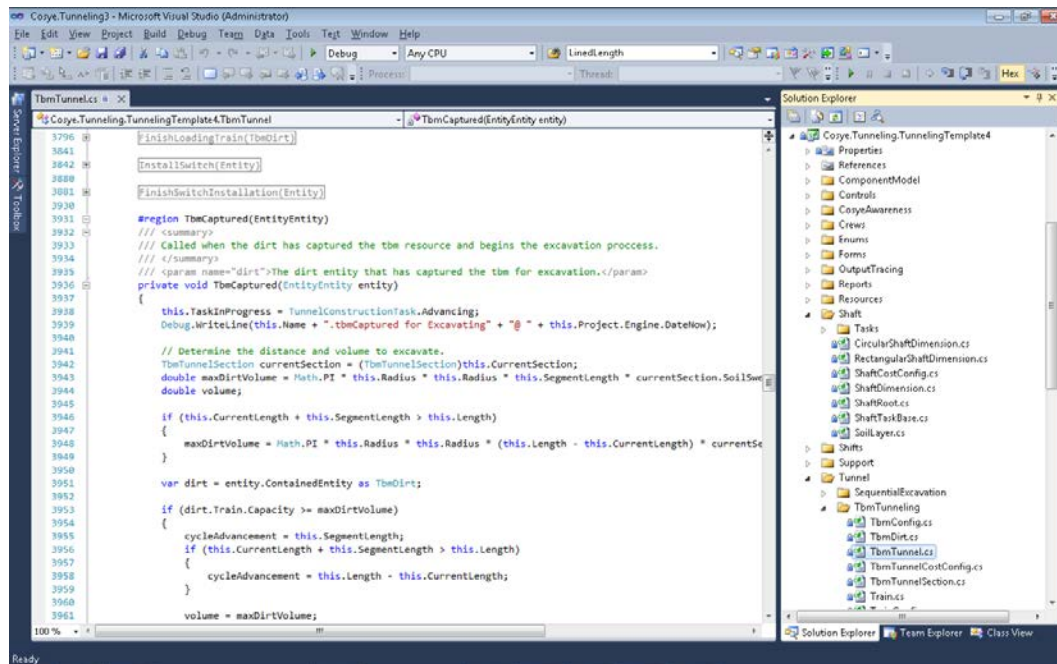 Cosye.Tunneling3 - Microsoft Visual Studio (Administrator)
File Edit View Project Build Debug Team Data Tools Test Window Help
Debug Any CPU LinedLength
Process: Thread: Hex
TbmTunnel.cs
Solution Explorer
Cosye.Tunneling.TunnelingTemplate4.TbmTunnel TbmCaptured(EntityEntity entity)
Server Explorer
Toolbox
3796 FinishLoadingTrain(TbmDirt)
3841
3842 InstallSwitch(Entity)
3880
3881 FinishSwitchInstallation(Entity)
3930
3931 #region TbmCaptured(EntityEntity)
3932 /// <summary>
3933 /// Called when the dirt has captured the tbm resource and begins the excavation proccess.
3934 /// </summary>
3935 /// <param name="dirt">The dirt entity that has captured the tbm for excavation.</param>
3936 private void TbmCaptured(EntityEntity entity)
3937 {
3938 this.TaskInProgress = TunnelConstructionTask.Advancing;
3939 Debug.WriteLine(this.Name + ".tbmCaptured for Excavating" + "@ " + this.Project.Engine.DateNow);
3940
3941 // Determine the distance and volume to excavate.
3942 TbmTunnelSection currentSection = (TbmTunnelSection)this.CurrentSection;
3943 double maxDirtVolume = Math.PI * this.Radius * this.Radius * this.SegmentLength * currentSection.SoilSwe
3944 double volume;
3945
3946 if (this.CurrentLength + this.SegmentLength > this.Length)
3947 {
3948 maxDirtVolume = Math.PI * this.Radius * this.Radius * (this.Length - this.CurrentLength) * currentSe
3949 }
3950
3951 var dirt = entity.ContainedEntity as TbmDirt;
3952
3953 if (dirt.Train.Capacity >= maxDirtVolume)
3954 {
3955 cycleAdvancement = this.SegmentLength;
3956 if (this.CurrentLength + this.SegmentLength > this.Length)
3957 {
3958 cycleAdvancement = this.Length - this.CurrentLength;
3959 }
3960
3961 volume = maxDirtVolume;
100 %
Cosye.Tunneling.TunnelingTemplate4
Properties
References
ComponentModel
Controls
CosyeAwareness
Crews
Enums
Forms
OutputTracing
Reports
Resources
Shaft
Tasks
CircularShaftDimension.cs
RectangularShaftDimension.cs
ShaftCostConfig.cs
ShaftDimension.cs
ShaftRoot.cs
ShaftTaskBase.cs
SoilLayer.cs
Shifts
Support
Tunnel
SequentialExcavation
TbmTunneling
TbmConfig.cs
TbmDirt.cs
TbmTunnel.cs
TbmTunnelCostConfig.cs
TbmTunnelSection.cs
Train.cs
Solution Explorer Team Explorer Class View
Ready